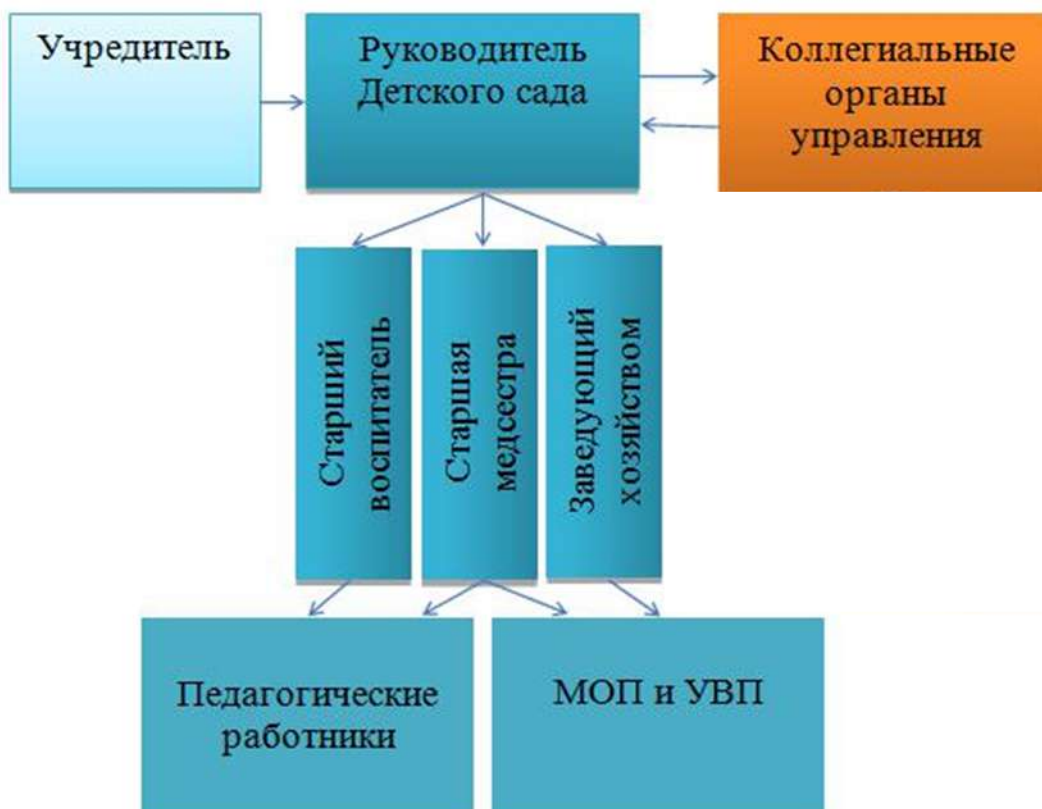 Учредитель
Руководитель
Детского сада
Коллегиальные
органы
управления
Старший
воспитатель
Старшая
медсестра
Заведующий
хозяйством
Педагогические
работники
МОП и УВП